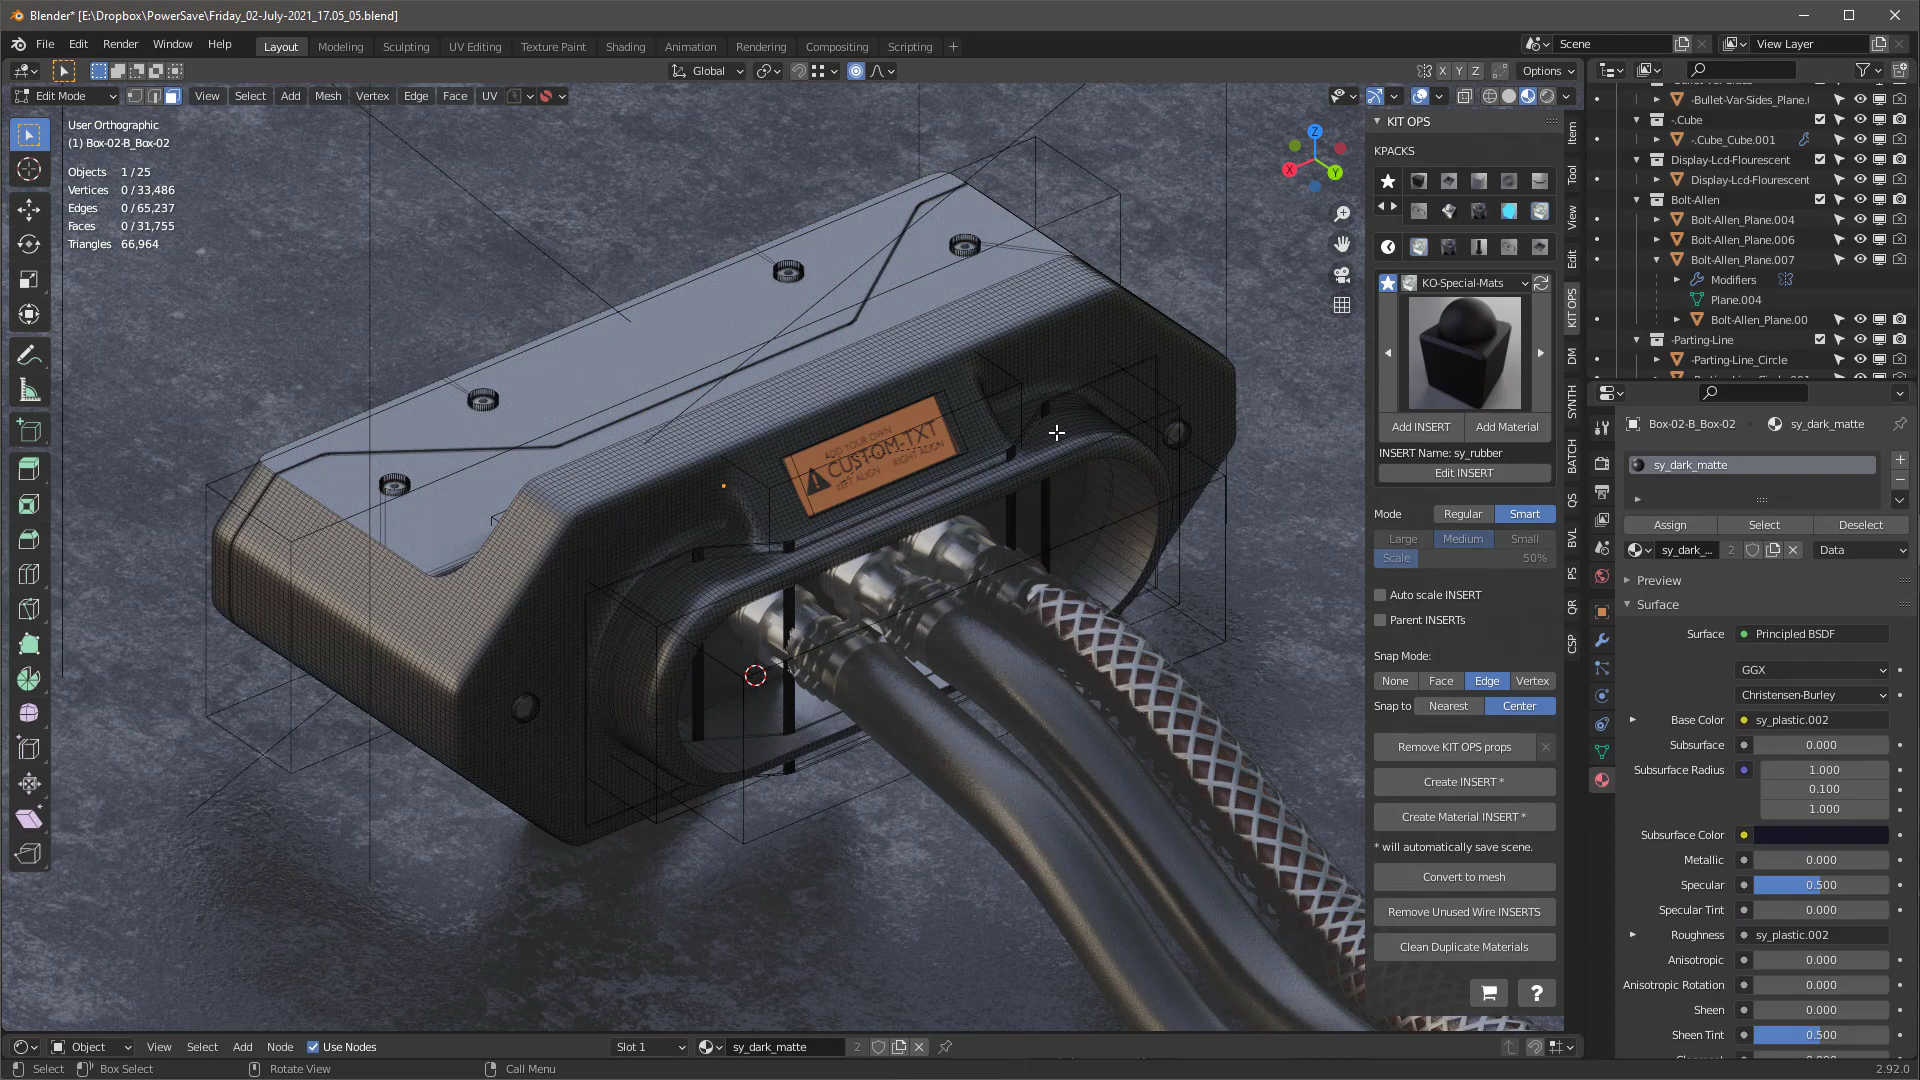 Blender* [E:\Dropbox\PowerSave\Friday_02-July-2021_17.05_05.blend]
File Edit Render Window Help
Layout Modeling Sculpting UV Editing Texture Paint Shading Animation Rendering Compositing Scripting +
Scene
View Layer
Global
X Y Z
Options
Edit Mode
View Select Add Mesh Vertex Edge Face UV
User Orthographic
(1) Box-02-B_Box-02
Objects 1 / 25
Vertices 0 / 33,486
Edges 0 / 65,237
Faces 0 / 31,755
Triangles 66,964
Z
X
Y
ADD YOUR OWN
CUSTOM-TXT
LEFT ALIGN RIGHT ALIGN
KIT OPS
KPACKS
KO-Special-Mats
Add INSERT Add Material
INSERT Name: sy_rubber
Edit INSERT
Mode Regular Smart
Large Medium Small
Scale 50%
Auto scale INSERT
Parent INSERTs
Snap Mode:
None Face Edge Vertex
Snap to Nearest Center
Remove KIT OPS props
Create INSERT *
Create Material INSERT *
* will automatically save scene.
Convert to mesh
Remove Unused Wire INSERTS
Clean Duplicate Materials
?
Item
Tool
View
Edit
KIT OPS
DM
SYNTH
BATCH
QS
BVL
PS
QR
CSP
-Bullet-Var-Sides_Plane.
-.Cube
-.Cube_Cube.001
Display-Lcd-Flourescent
Display-Lcd-Flourescent
Bolt-Allen
Bolt-Allen_Plane.004
Bolt-Allen_Plane.006
Bolt-Allen_Plane.007
Modifiers
Plane.004
Bolt-Allen_Plane.00
-Parting-Line
-Parting-Line_Circle
Box-02-B_Box-02 sy_dark_matte
sy_dark_matte
Assign Select Deselect
sy_dark_... 2 Data
Preview
Surface
Surface Principled BSDF
GGX
Christensen-Burley
Base Color sy_plastic.002
Subsurface 0.000
Subsurface Radius 1.000
0.100
1.000
Subsurface Color
Metallic 0.000
Specular 0.500
Specular Tint 0.000
Roughness sy_plastic.002
Anisotropic 0.000
Anisotropic Rotation 0.000
Sheen 0.000
Sheen Tint 0.500
Object View Select Add Node Use Nodes Slot 1 sy_dark_matte 2
Select Box Select Rotate View Call Menu 2.92.0